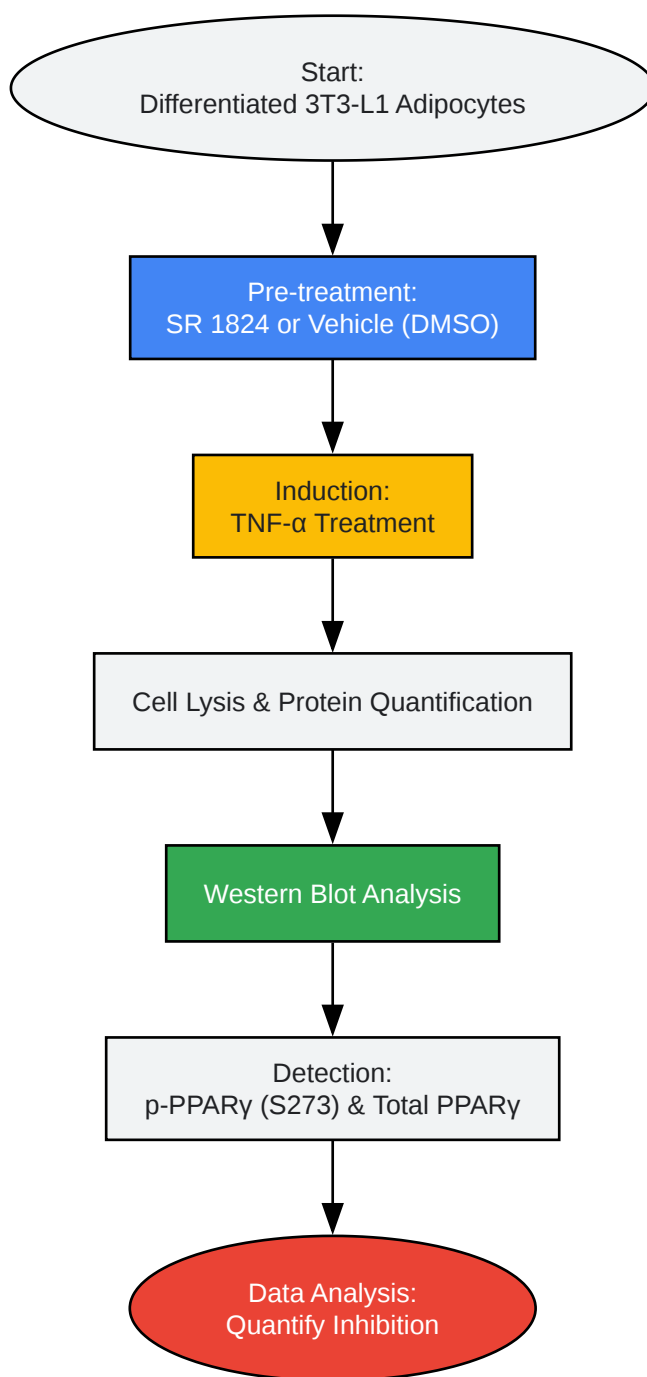 Start:
Differentiated 3T3-L1 Adipocytes
Pre-treatment:
SR 1824 or Vehicle (DMSO)
Induction:
TNF-α Treatment
Cell Lysis & Protein Quantification
Western Blot Analysis
Detection:
p-PPARγ (S273) & Total PPARγ
Data Analysis:
Quantify Inhibition